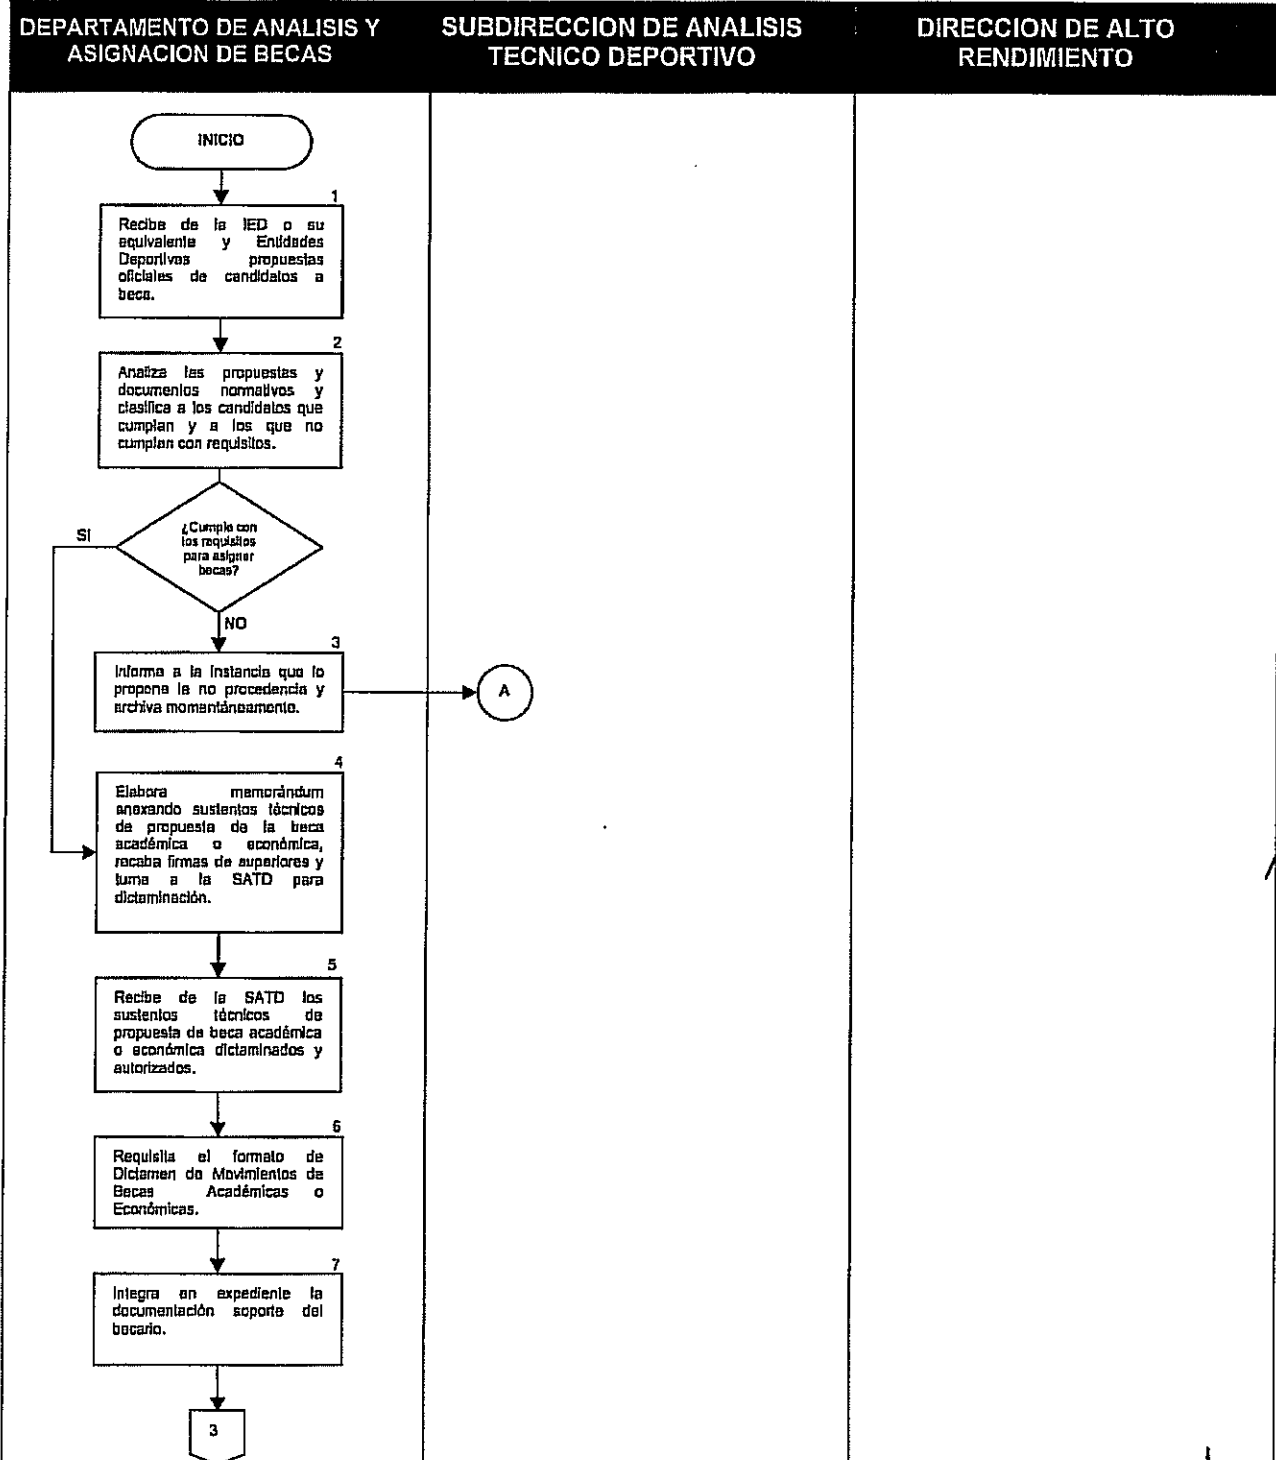 DEPARTAMENTO DE ANALISIS Y
ASIGNACION DE BECAS
SUBDIRECCION DE ANALISIS
TECNICO DEPORTIVO
DIRECCION DE ALTO
RENDIMIENTO
INICIO
1
Recibe de la IED o su
equivalente y Entidades
Deportivas propuestas
oficiales de candidatos a
beca.
2
Analiza las propuestas y
documentos normativos y
clasifica a los candidatos que
cumplan y a los que no
cumplan con requisitos.
¿Cumple con
los requisitos
para asignar
becas?
SI
NO
3
Informa a la instancia que lo
propone la no procedencia y
archiva momentáneamente.
A
4
Elabora memorándum
anexando sustentos técnicos
de propuesta de la beca
académica o económica,
recaba firmas de superiores y
turna a la SATD para
dictaminación.
5
Recibe de la SATD los
sustentos técnicos de
propuesta de beca académica
o económica dictaminados y
autorizados.
6
Requisita el formato de
Dictamen de Movimientos de
Becas Académicas o
Económicas.
7
Integra en expediente la
documentación soporte del
becario.
3